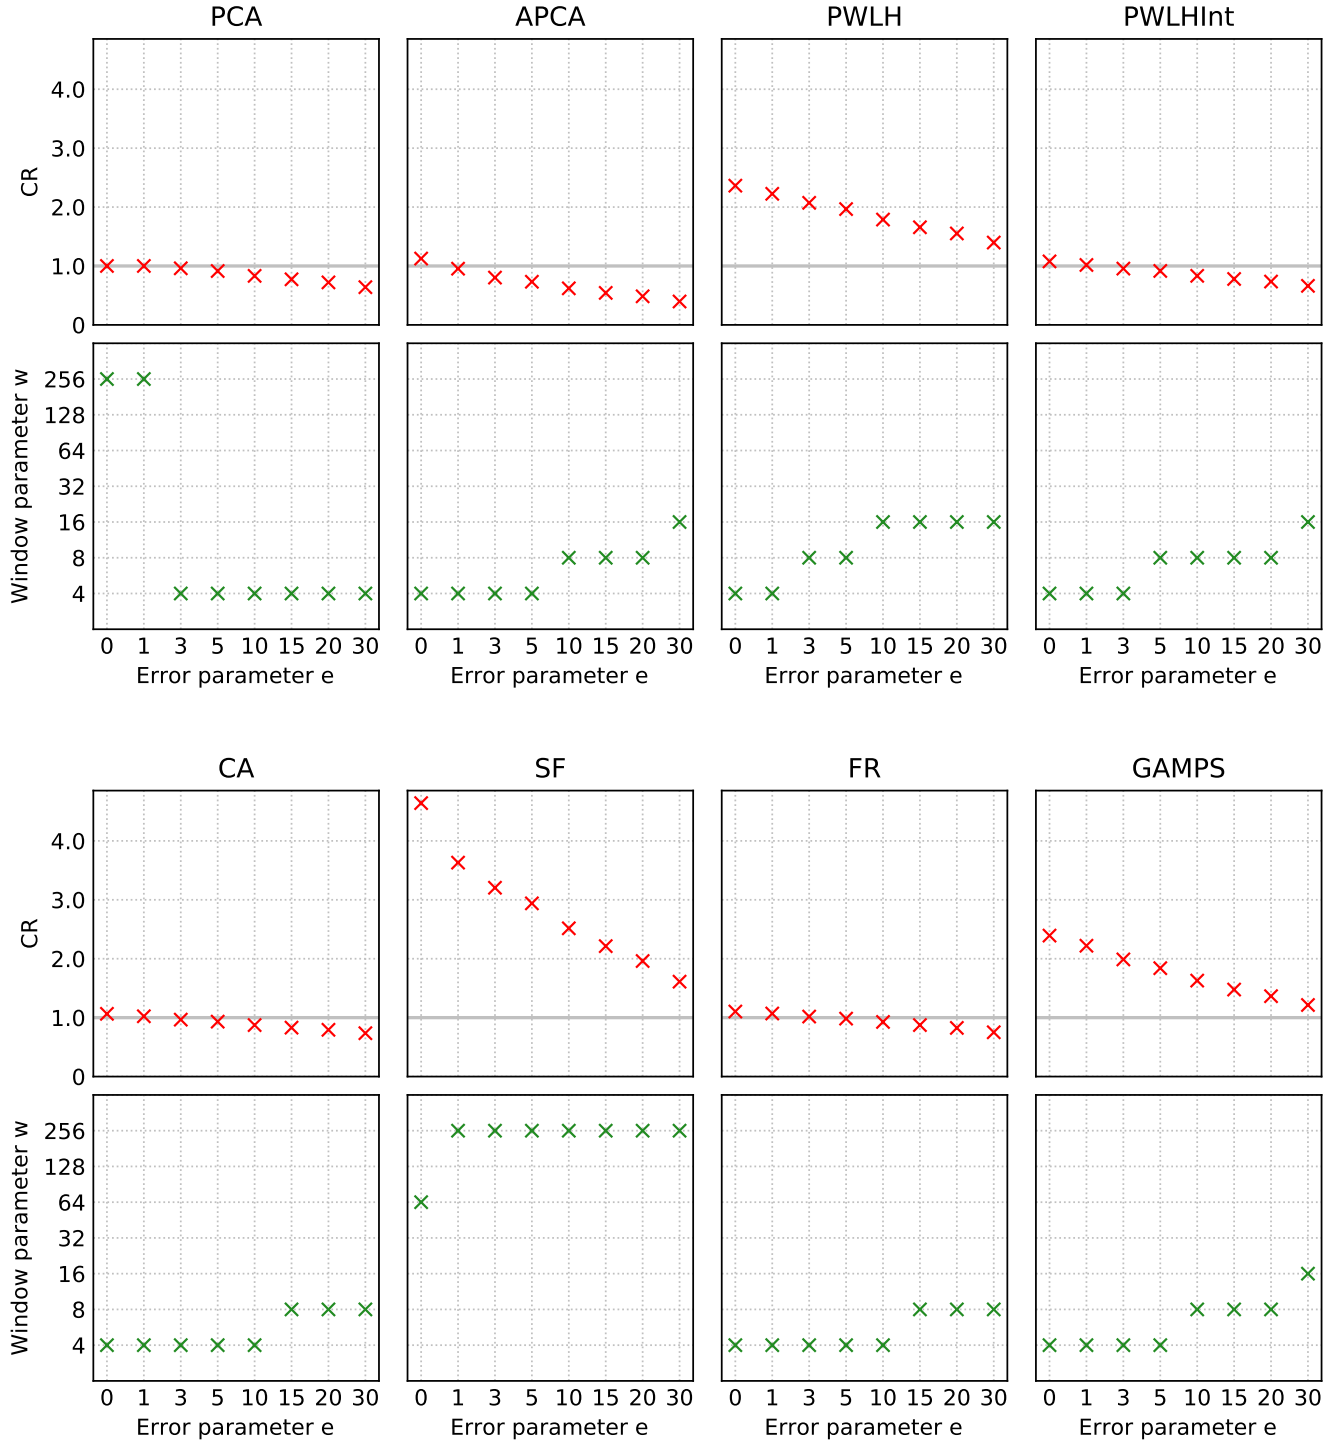 PCA APCA PWLH PWLHInt
CR
4.0
3.0
2.0
1.0
0
Window parameter w
256
128
64
32
16
8
4
0 1 3 5 10 15 20 30 0 1 3 5 10 15 20 30 0 1 3 5 10 15 20 30 0 1 3 5 10 15 20 30
Error parameter e Error parameter e Error parameter e Error parameter e
CA SF FR GAMPS
CR
4.0
3.0
2.0
1.0
0
Window parameter w
256
128
64
32
16
8
4
0 1 3 5 10 15 20 30 0 1 3 5 10 15 20 30 0 1 3 5 10 15 20 30 0 1 3 5 10 15 20 30
Error parameter e Error parameter e Error parameter e Error parameter e